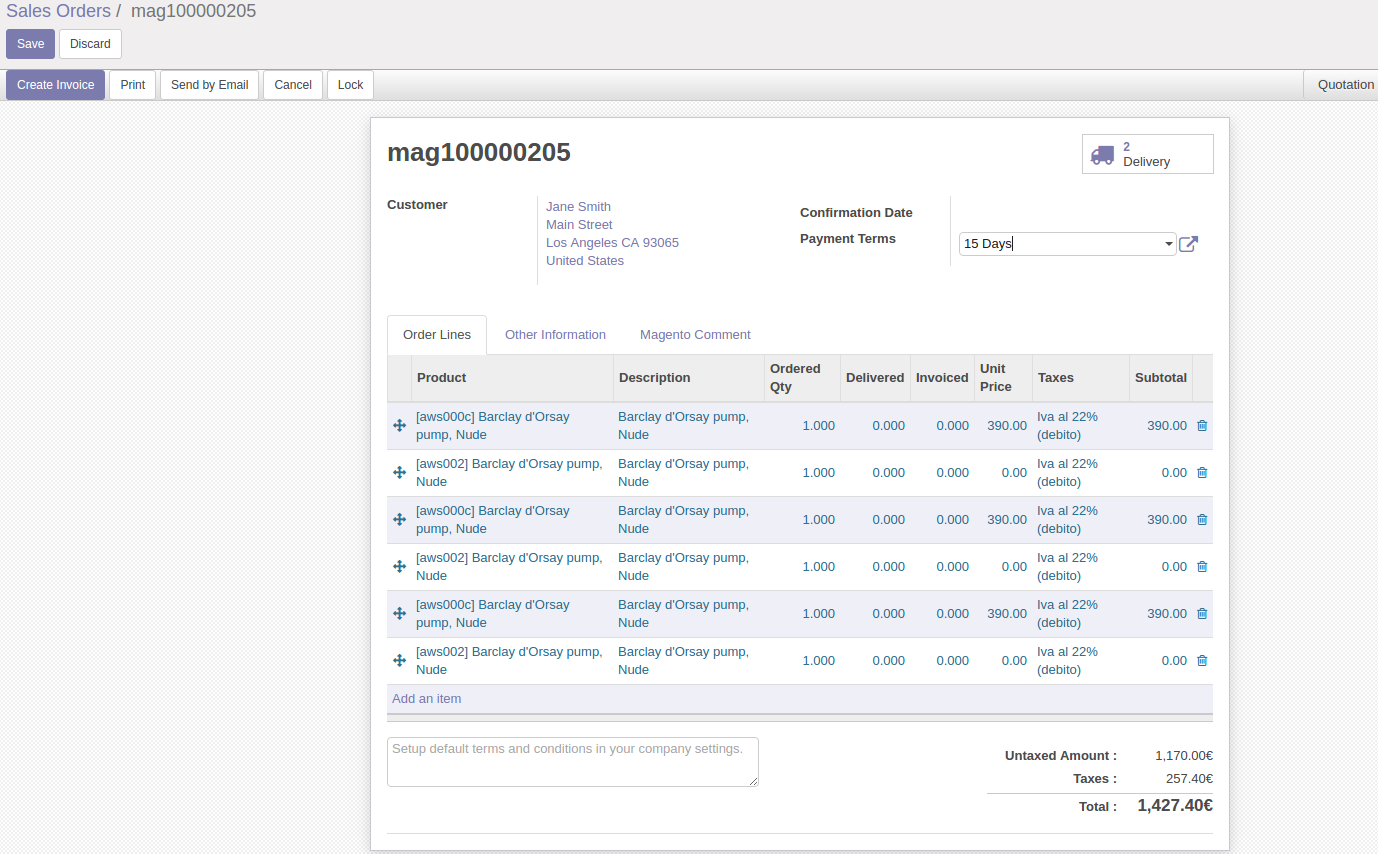 Sales Orders / mag100000205
Save Discard
Create Invoice Print Send by Email Cancel Lock Quotation
mag100000205
2
Delivery
Customer
Jane Smith
Main Street
Los Angeles CA 93065
United States
Confirmation Date
Payment Terms 15 Days
Order Lines Other Information Magento Comment
Product Description Ordered Qty Delivered Invoiced Unit Price Taxes Subtotal
[aws000c] Barclay d'Orsay pump, Nude Barclay d'Orsay pump, Nude 1.000 0.000 0.000 390.00 Iva al 22% (debito) 390.00
[aws002] Barclay d'Orsay pump, Nude Barclay d'Orsay pump, Nude 1.000 0.000 0.000 0.00 Iva al 22% (debito) 0.00
[aws000c] Barclay d'Orsay pump, Nude Barclay d'Orsay pump, Nude 1.000 0.000 0.000 390.00 Iva al 22% (debito) 390.00
[aws002] Barclay d'Orsay pump, Nude Barclay d'Orsay pump, Nude 1.000 0.000 0.000 0.00 Iva al 22% (debito) 0.00
[aws000c] Barclay d'Orsay pump, Nude Barclay d'Orsay pump, Nude 1.000 0.000 0.000 390.00 Iva al 22% (debito) 390.00
[aws002] Barclay d'Orsay pump, Nude Barclay d'Orsay pump, Nude 1.000 0.000 0.000 0.00 Iva al 22% (debito) 0.00
Add an item
Setup default terms and conditions in your company settings.
Untaxed Amount : 1,170.00€
Taxes : 257.40€
Total : 1,427.40€